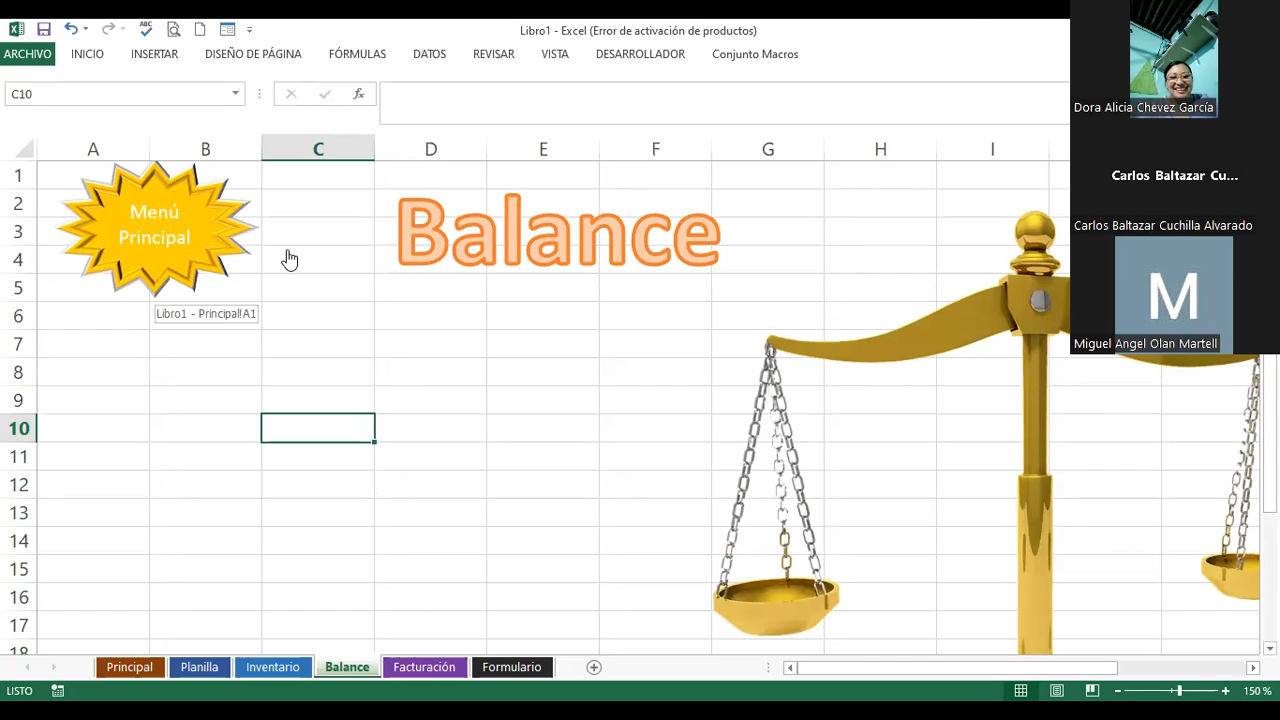 Libro1 - Excel (Error de activación de productos)
ARCHIVO INICIO INSERTAR DISEÑO DE PÁGINA FÓRMULAS DATOS REVISAR VISTA DESARROLLADOR Conjunto Macros
C10 fx
A B C D E F G H I
1
2
3
4
5
6
7
8
9
10
11
12
13
14
15
16
17
18
Menú
Principal
Balance
Libro1 - Principal!A1
Dora Alicia Chevez García
Carlos Baltazar Cu...
Carlos Baltazar Cuchilla Alvarado
M
Miguel Angel Olan Martell
Principal Planilla Inventario Balance Facturación Formulario
LISTO 150 %
ABC